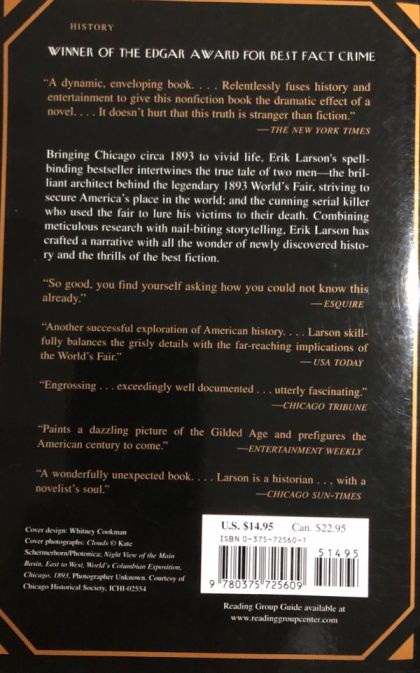 HISTORY
WINNER OF THE EDGAR AWARD FOR BEST FACT CRIME
“A dynamic, enveloping book. . . . Relentlessly fuses history and
entertainment to give this nonfiction book the dramatic effect of a
novel. . . . It doesn't hurt that this truth is stranger than fiction.”
—THE NEW YORK TIMES
Bringing Chicago circa 1893 to vivid life, Erik Larson's spell-
binding bestseller intertwines the true tale of two men—the bril-
liant architect behind the legendary 1893 World's Fair, striving to
secure America's place in the world; and the cunning serial killer
who used the fair to lure his victims to their death. Combining
meticulous research with nail-biting storytelling, Erik Larson has
crafted a narrative with all the wonder of newly discovered histo-
ry and the thrills of the best fiction.
“So good, you find yourself asking how you could not know this
already.”
—ESQUIRE
“Another successful exploration of American history. . . . Larson skill-
fully balances the grisly details with the far-reaching implications of
the World's Fair.”
—USA TODAY
“Engrossing . . . exceedingly well documented . . . utterly fascinating.”
—CHICAGO TRIBUNE
“Paints a dazzling picture of the Gilded Age and prefigures the
American century to come.”
—ENTERTAINMENT WEEKLY
“A wonderfully unexpected book. . . . Larson is a historian . . . with a
novelist's soul.”
—CHICAGO SUN-TIMES
Cover design: Whitney Cookman
Cover photographs: Clouds © Kate
Schermerhorn/Photonica; Night View of the Main
Basin, East to West, World's Columbian Exposition,
Chicago, 1893, Photographer Unknown. Courtesy of
Chicago Historical Society, ICHI-02554
U.S. $14.95 Can. $22.95
ISBN 0-375-72560-1
51495
9 780375 725609
Reading Group Guide available at
www.readinggroupcenter.com